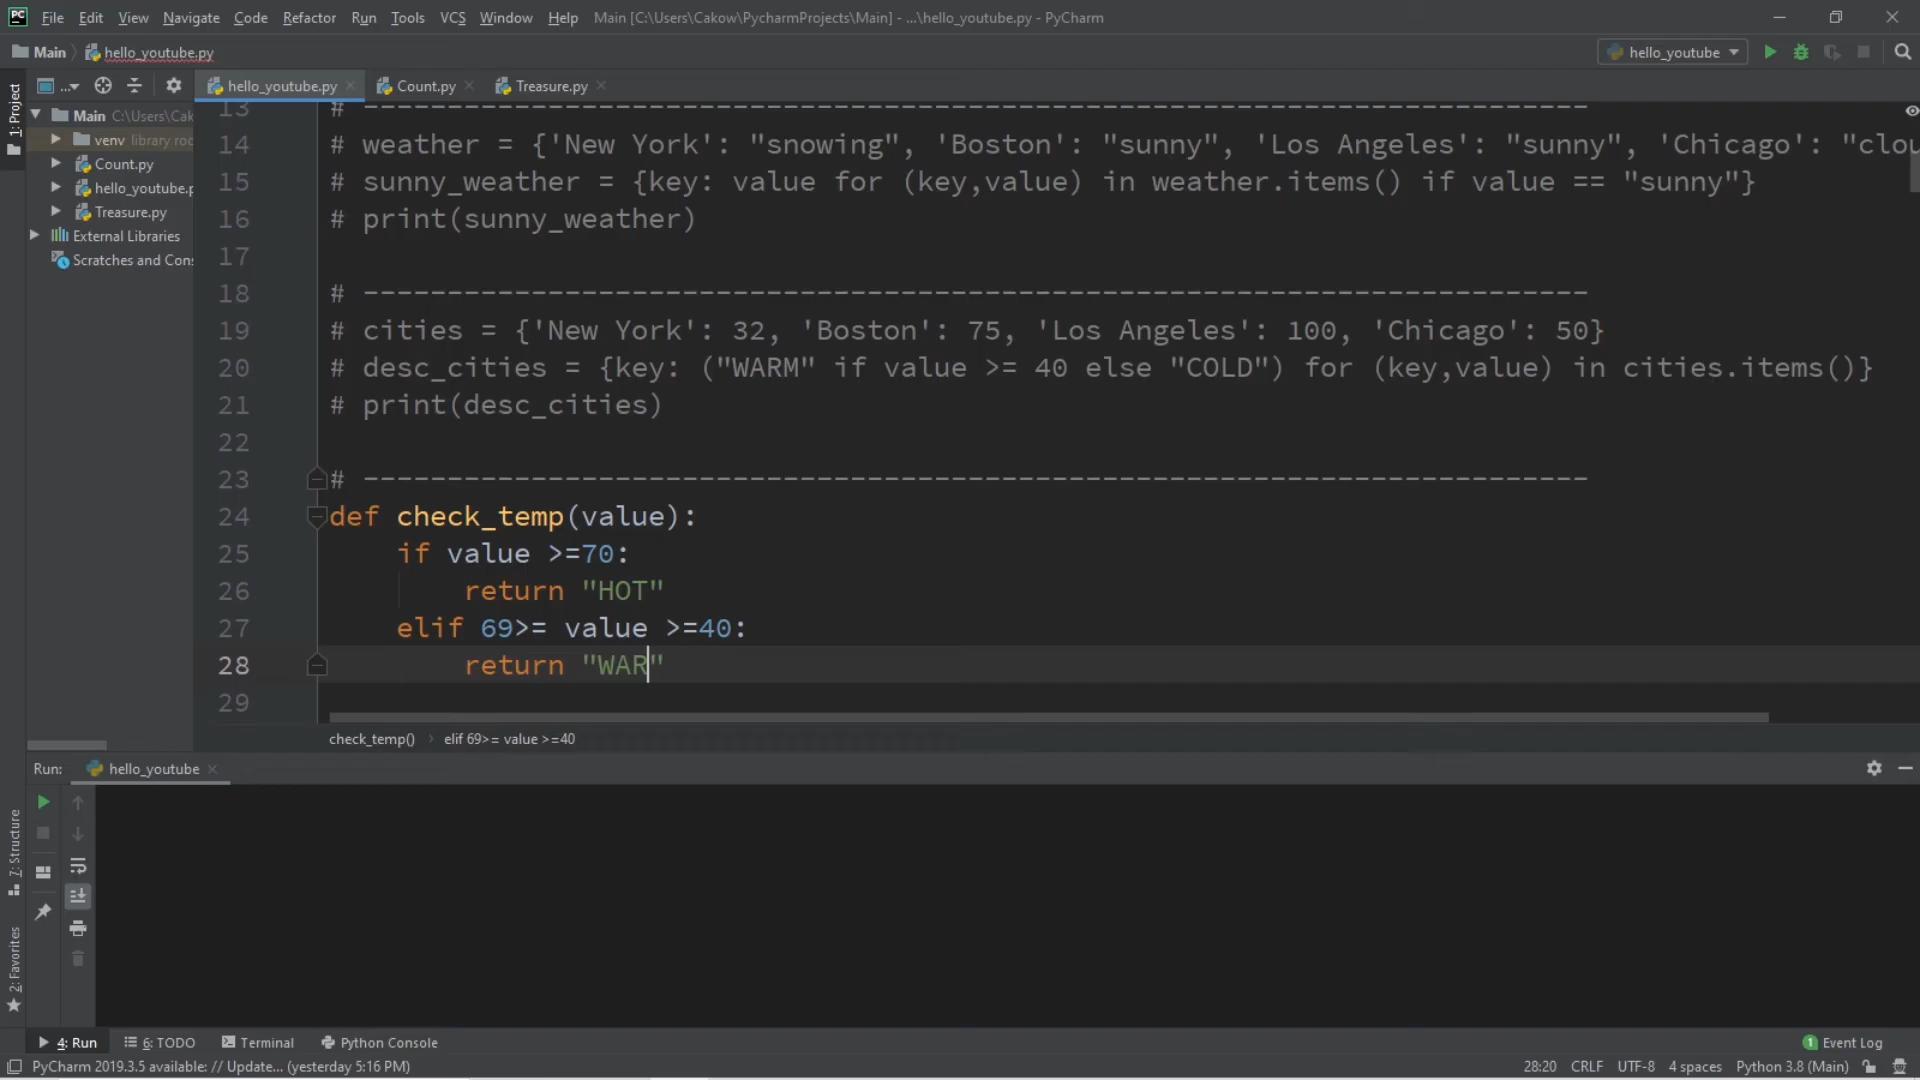 PC File Edit View Navigate Code Refactor Run Tools VCS Window Help Main [C:\Users\Cakow\PycharmProjects\Main] - ...\hello_youtube.py - PyCharm
Main hello_youtube.py hello_youtube
... hello_youtube.py Count.py Treasure.py
1: Project
Main C:\Users\Cak
venv library roo
Count.py
hello_youtube.p
Treasure.py
External Libraries
Scratches and Cons
13 # -------------------------------------------------------------------------
14 # weather = {'New York': "snowing", 'Boston': "sunny", 'Los Angeles': "sunny", 'Chicago': "clou
15 # sunny_weather = {key: value for (key,value) in weather.items() if value == "sunny"}
16 # print(sunny_weather)
17
18 # -------------------------------------------------------------------------
19 # cities = {'New York': 32, 'Boston': 75, 'Los Angeles': 100, 'Chicago': 50}
20 # desc_cities = {key: ("WARM" if value >= 40 else "COLD") for (key,value) in cities.items()}
21 # print(desc_cities)
22
23 # -------------------------------------------------------------------------
24 def check_temp(value):
25 if value >=70:
26 return "HOT"
27 elif 69>= value >=40:
28 return "WAR"
29
check_temp() elif 69>= value >=40
Run: hello_youtube
7: Structure
2: Favorites
4: Run 6: TODO Terminal Python Console 1 Event Log
PyCharm 2019.3.5 available: // Update... (yesterday 5:16 PM) 28:20 CRLF UTF-8 4 spaces Python 3.8 (Main)